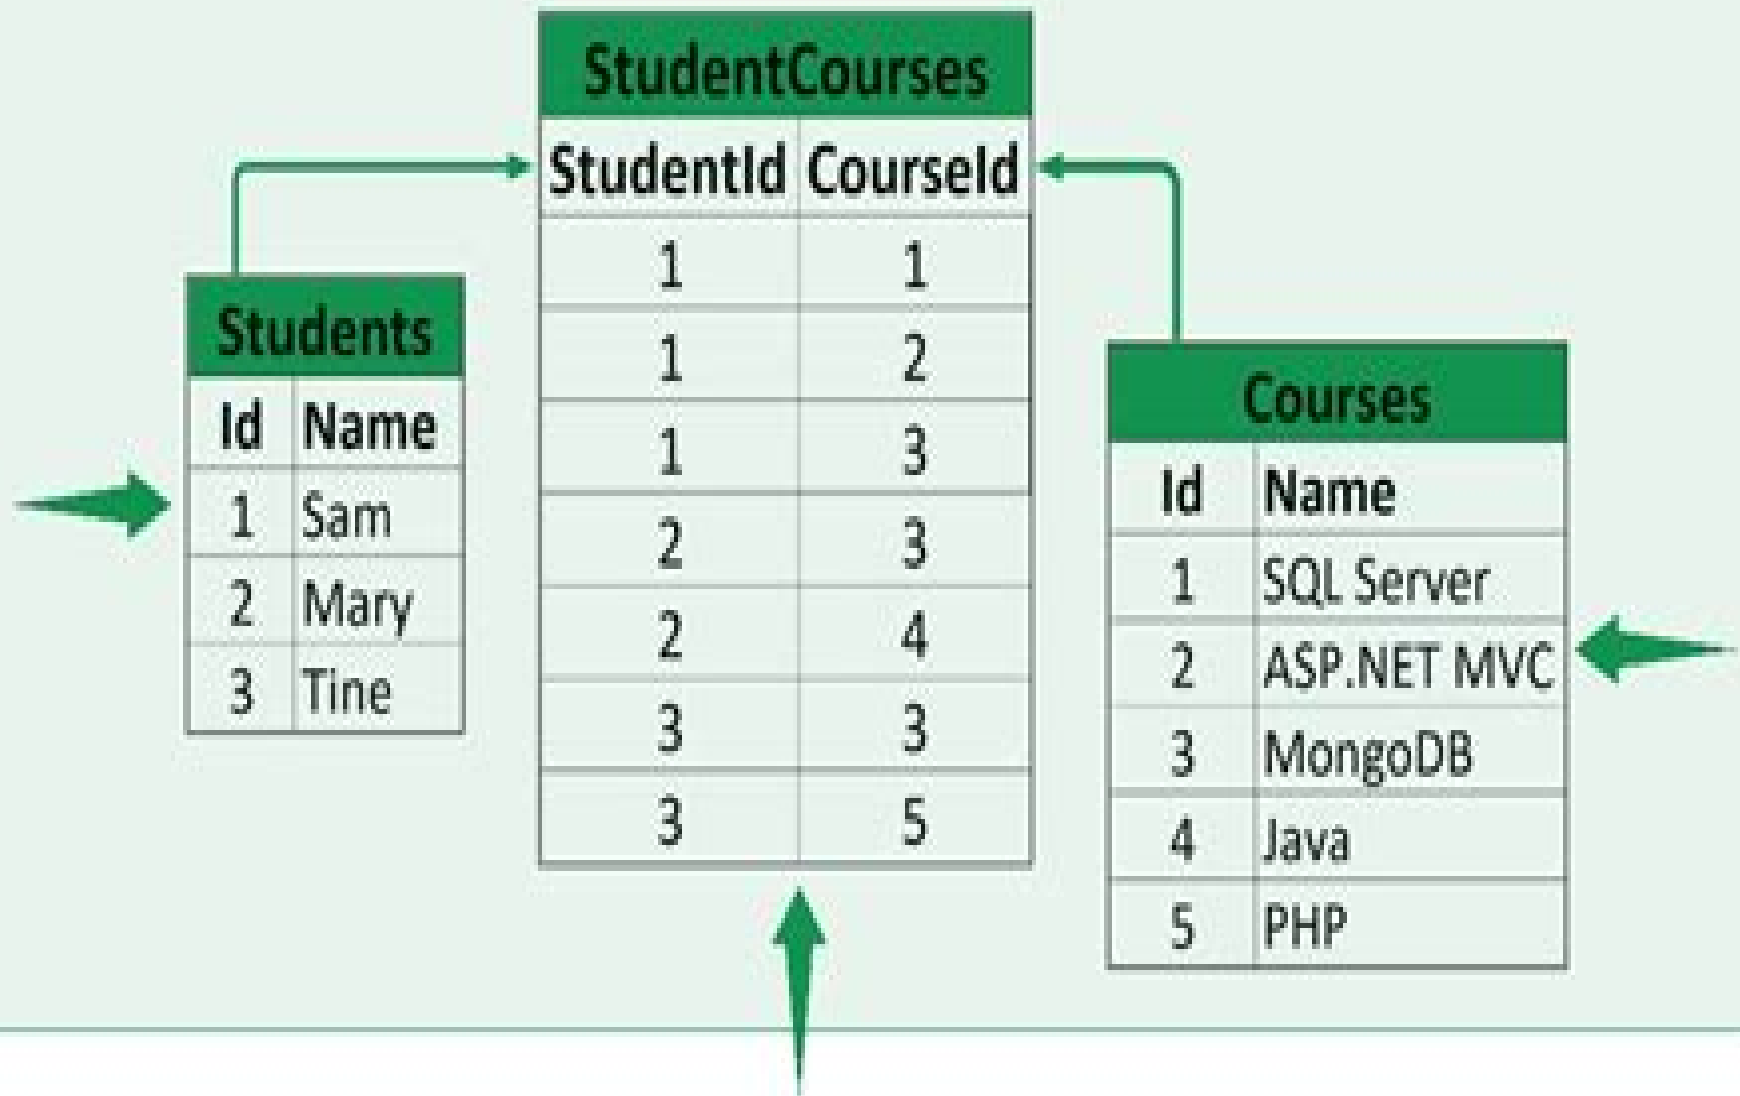 StudentCourses
StudentId CourseId
1 1
1 2
1 3
2 3
2 4
3 3
3 5
Students
Id Name
1 Sam
2 Mary
3 Tine
Courses
Id Name
1 SQL Server
2 ASP.NET MVC
3 MongoDB
4 Java
5 PHP